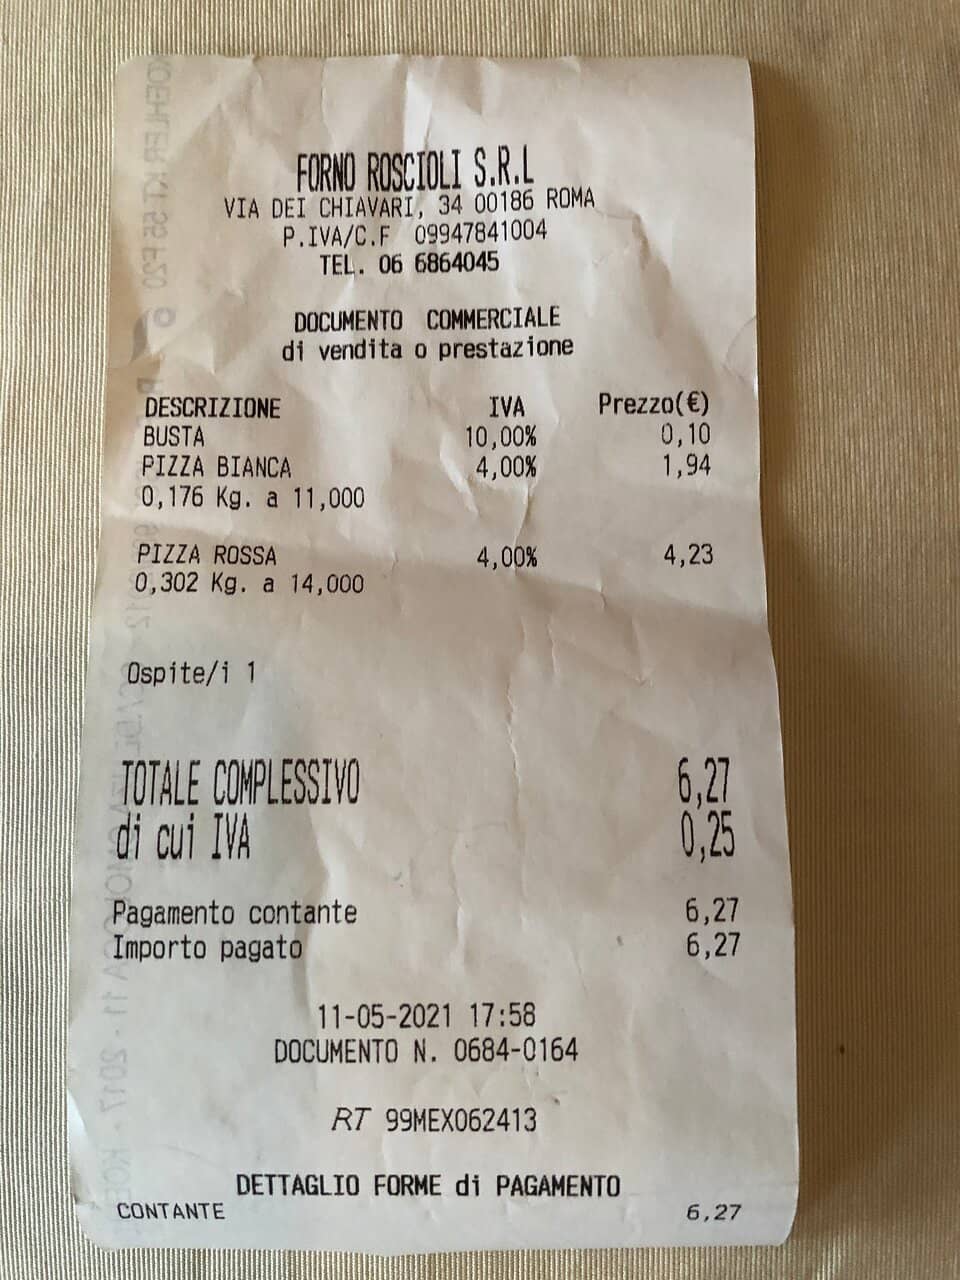 FORNO ROSCIOLI S.R.L
VIA DEI CHIAVARI, 34 00186 ROMA
P.IVA/C.F 09947841004
TEL. 06 6864045
DOCUMENTO COMMERCIALE
di vendita o prestazione
DESCRIZIONE IVA Prezzo(€)
BUSTA 10,00% 0,10
PIZZA BIANCA 4,00% 1,94
0,176 Kg. a 11,000
PIZZA ROSSA 4,00% 4,23
0,302 Kg. a 14,000
Ospite/i 1
TOTALE COMPLESSIVO 6,27
di cui IVA 0,25
Pagamento contante 6,27
Importo pagato 6,27
11-05-2021 17:58
DOCUMENTO N. 0684-0164
RT 99MEX062413
DETTAGLIO FORME di PAGAMENTO
CONTANTE 6,27